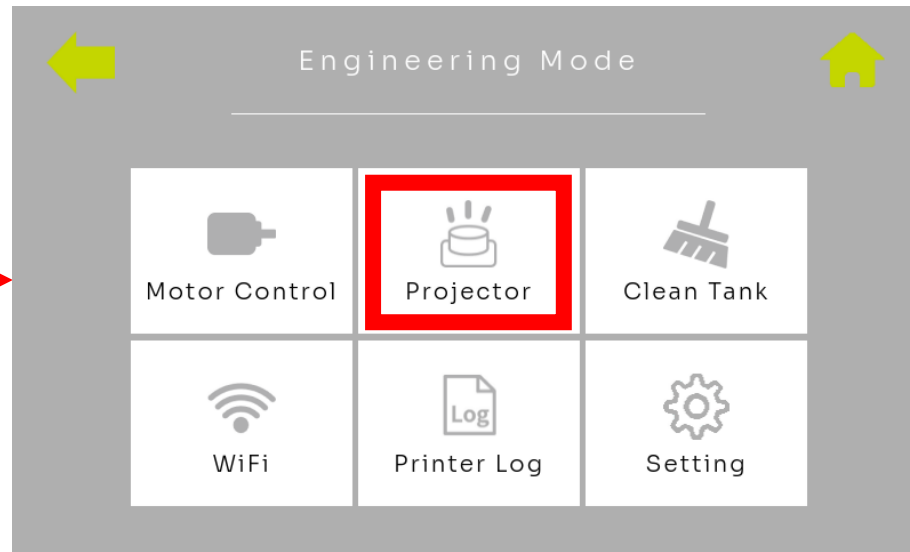 Engineering Mode
Motor Control
Projector
Clean Tank
Log
WiFi
Printer Log
Setting